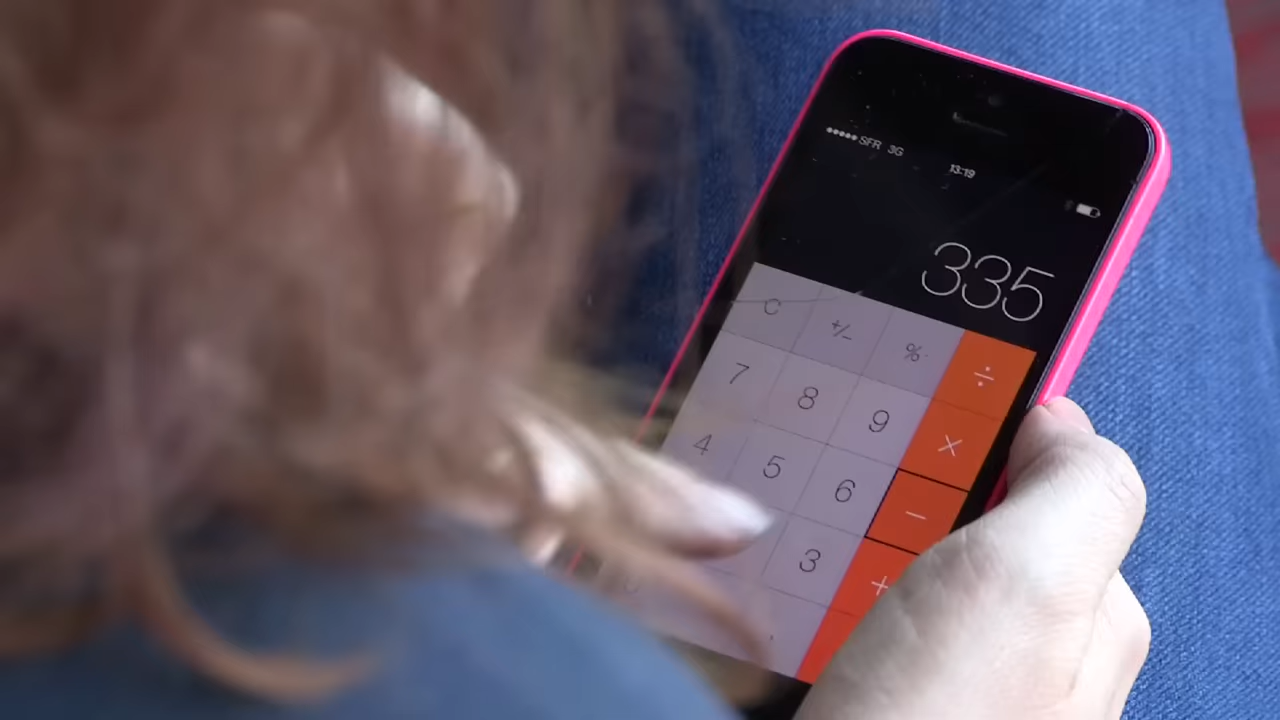 ●●●●● SFR 3G 13:19
335
C +/− % ÷
7 8 9 ×
4 5 6 −
3 +
.